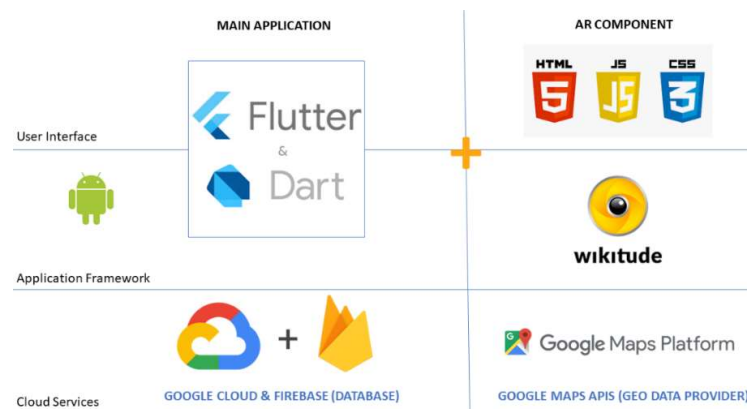 MAIN APPLICATION
AR COMPONENT
HTML
JS
CSS
5
JS
3
Flutter
&
Dart
User Interface
+
wikitude
Application Framework
+
Google Maps Platform
GOOGLE CLOUD & FIREBASE (DATABASE)
GOOGLE MAPS APIS (GEO DATA PROVIDER)
Cloud Services